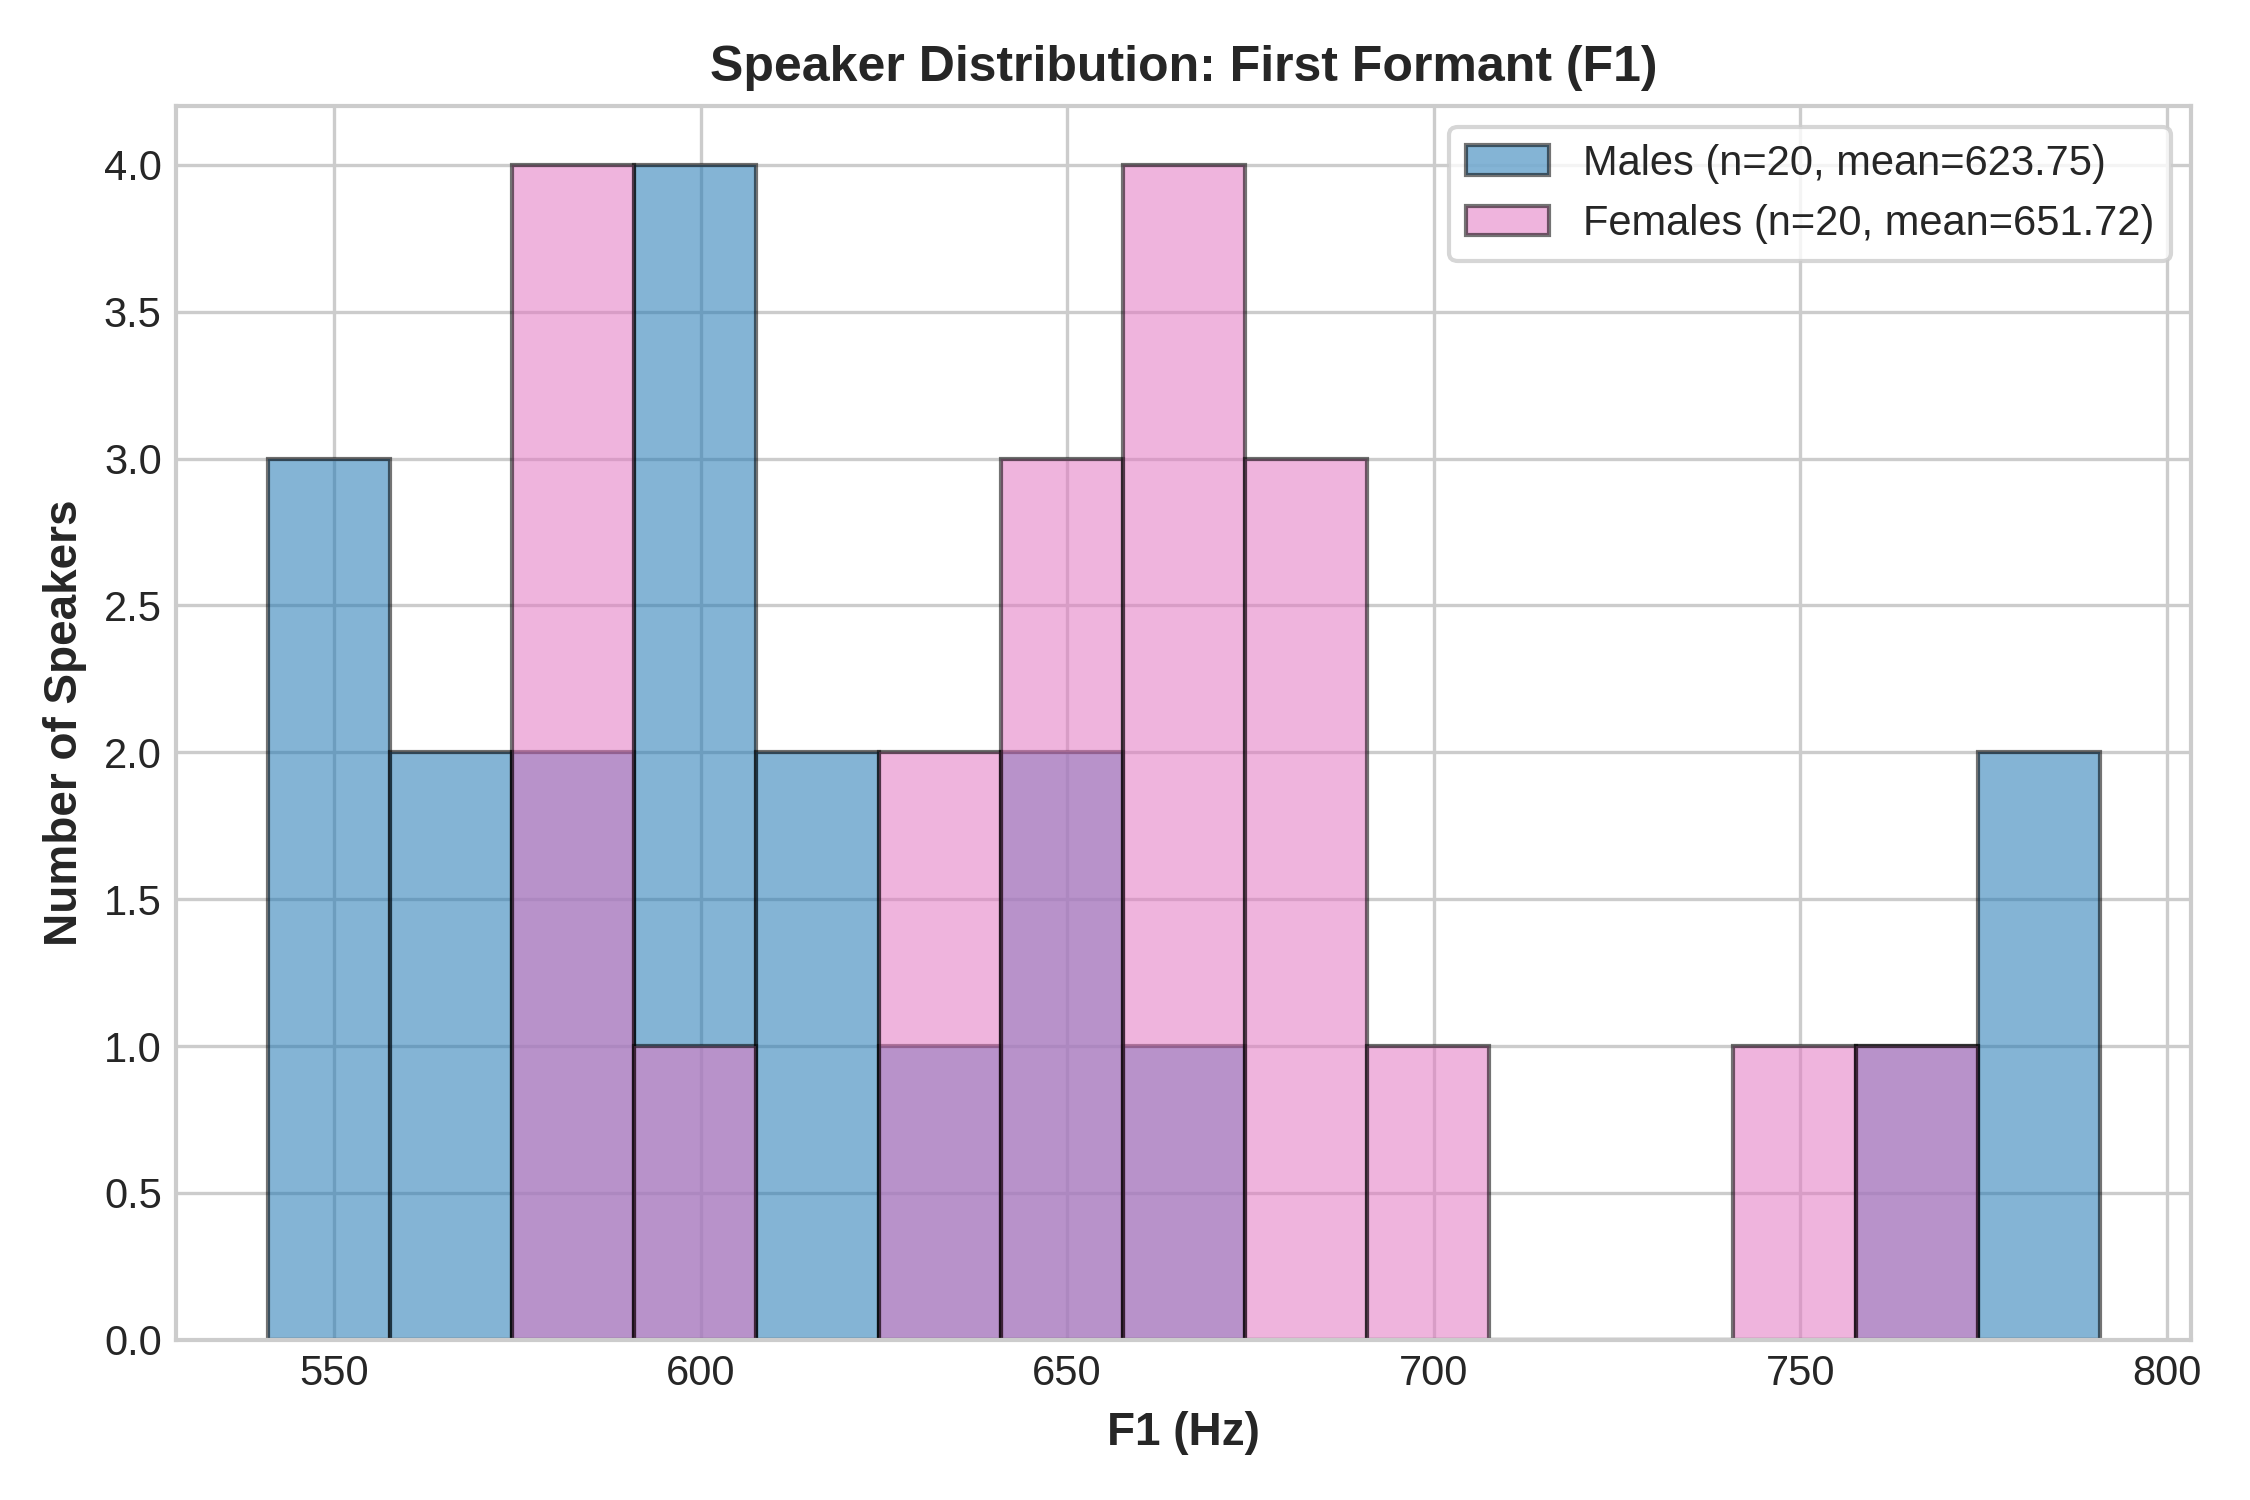 Speaker Distribution: First Formant (F1)
Males (n=20, mean=623.75)
Females (n=20, mean=651.72)
Number of Speakers
4.0
3.5
3.0
2.5
2.0
1.5
1.0
0.5
0.0
550 600 650 700 750 800
F1 (Hz)